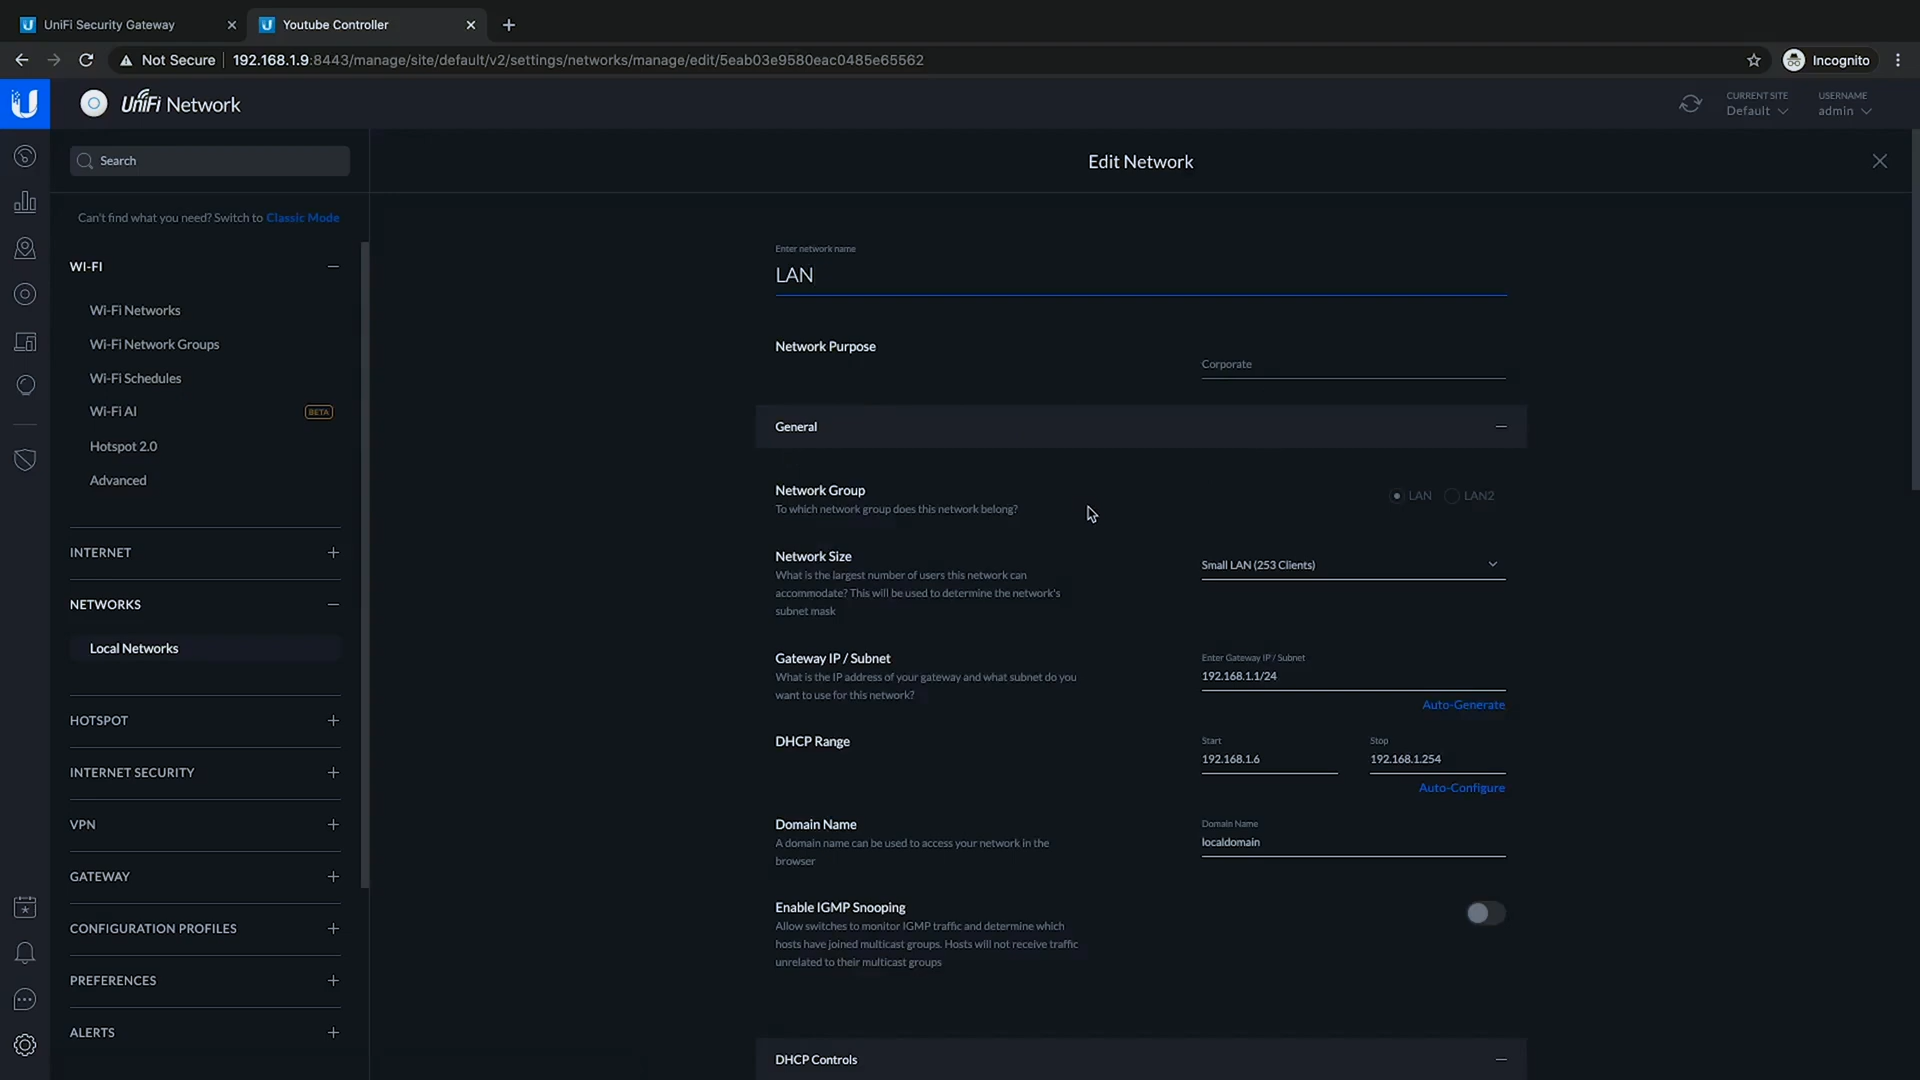 UniFi Security Gateway
Youtube Controller
Not Secure
192.168.1.9:8443/manage/site/default/v2/settings/networks/manage/edit/5eab03e9580eac0485e65562
Incognito
UniFi Network
CURRENT SITE
Default
USERNAME
admin
Search
Edit Network
Can't find what you need? Switch to Classic Mode
WI-FI
Wi-Fi Networks
Wi-Fi Network Groups
Wi-Fi Schedules
Wi-Fi AI
BETA
Hotspot 2.0
Advanced
INTERNET
NETWORKS
Local Networks
HOTSPOT
INTERNET SECURITY
VPN
GATEWAY
CONFIGURATION PROFILES
PREFERENCES
ALERTS
Enter network name
LAN
Network Purpose
Corporate
General
Network Group
To which network group does this network belong?
LAN
LAN2
Network Size
What is the largest number of users this network can
accommodate? This will be used to determine the network's
subnet mask
Small LAN (253 Clients)
Gateway IP / Subnet
What is the IP address of your gateway and what subnet do you
want to use for this network?
Enter Gateway IP / Subnet
192.168.1.1/24
Auto-Generate
DHCP Range
Start
192.168.1.6
Stop
192.168.1.254
Auto-Configure
Domain Name
A domain name can be used to access your network in the
browser
Domain Name
localdomain
Enable IGMP Snooping
Allow switches to monitor IGMP traffic and determine which
hosts have joined multicast groups. Hosts will not receive traffic
unrelated to their multicast groups
DHCP Controls